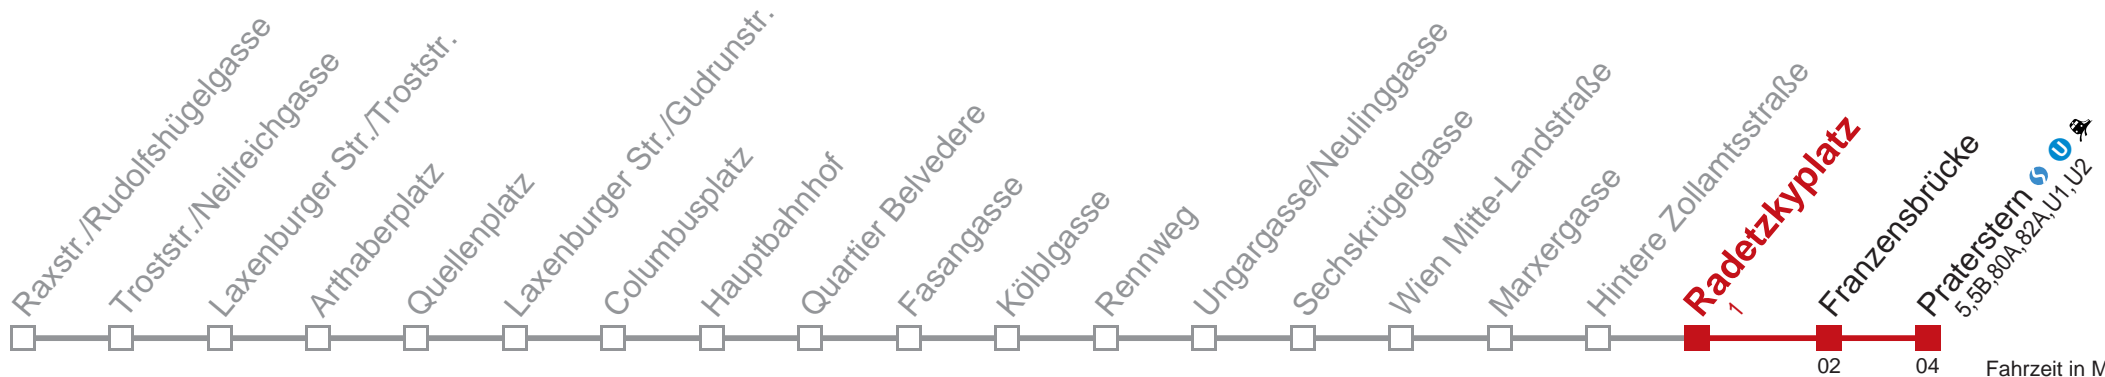 Raxstr./Rudolfshügelgasse
Troststr./Neilreichgasse
Laxenburger Str./Troststr.
Arthaberplatz
Quellenplatz
Laxenburger Str./Gudrunstr.
Columbusplatz
Hauptbahnhof
Quartier Belvedere
Fasangasse
Kölblgasse
Rennweg
Ungargasse/Neulinggasse
Sechskrügelgasse
Wien Mitte-Landstraße
Marxergasse
Hintere Zollamtsstraße
Radetzkyplatz
1
Franzensbrücke
Praterstern S U
5,5B,80A,82A,U1,U2
02
04
Fahrzeit in M